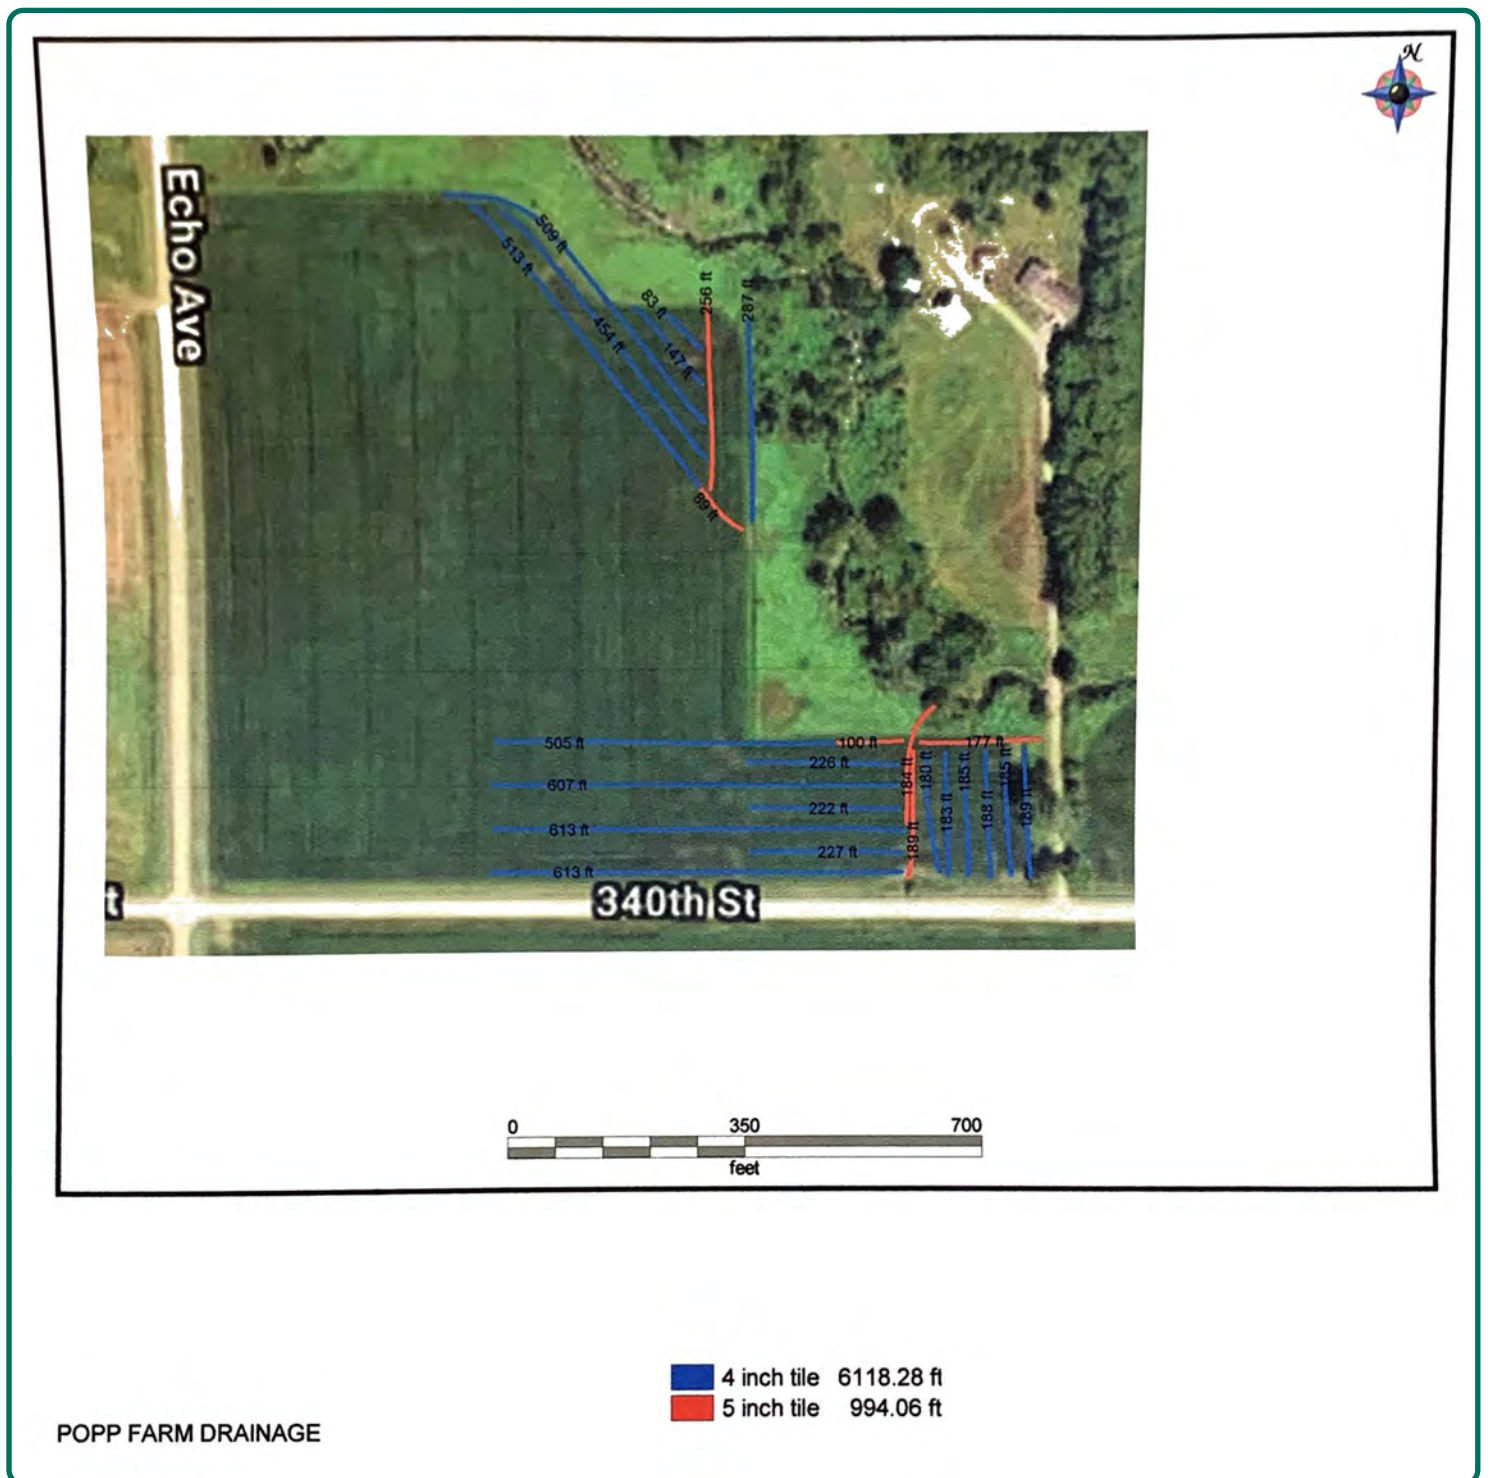 N
Echo Ave
509 ft
513 ft
454 ft
83 ft
147 ft
256 ft
287 ft
89 ft
505 ft
100 ft
177 ft
226 ft
607 ft
222 ft
613 ft
227 ft
613 ft
184 ft
189 ft
180 ft
183 ft
185 ft
188 ft
185 ft
189 ft
t
340th St
0 350 700
feet
4 inch tile 6118.28 ft
5 inch tile 994.06 ft
POPP FARM DRAINAGE